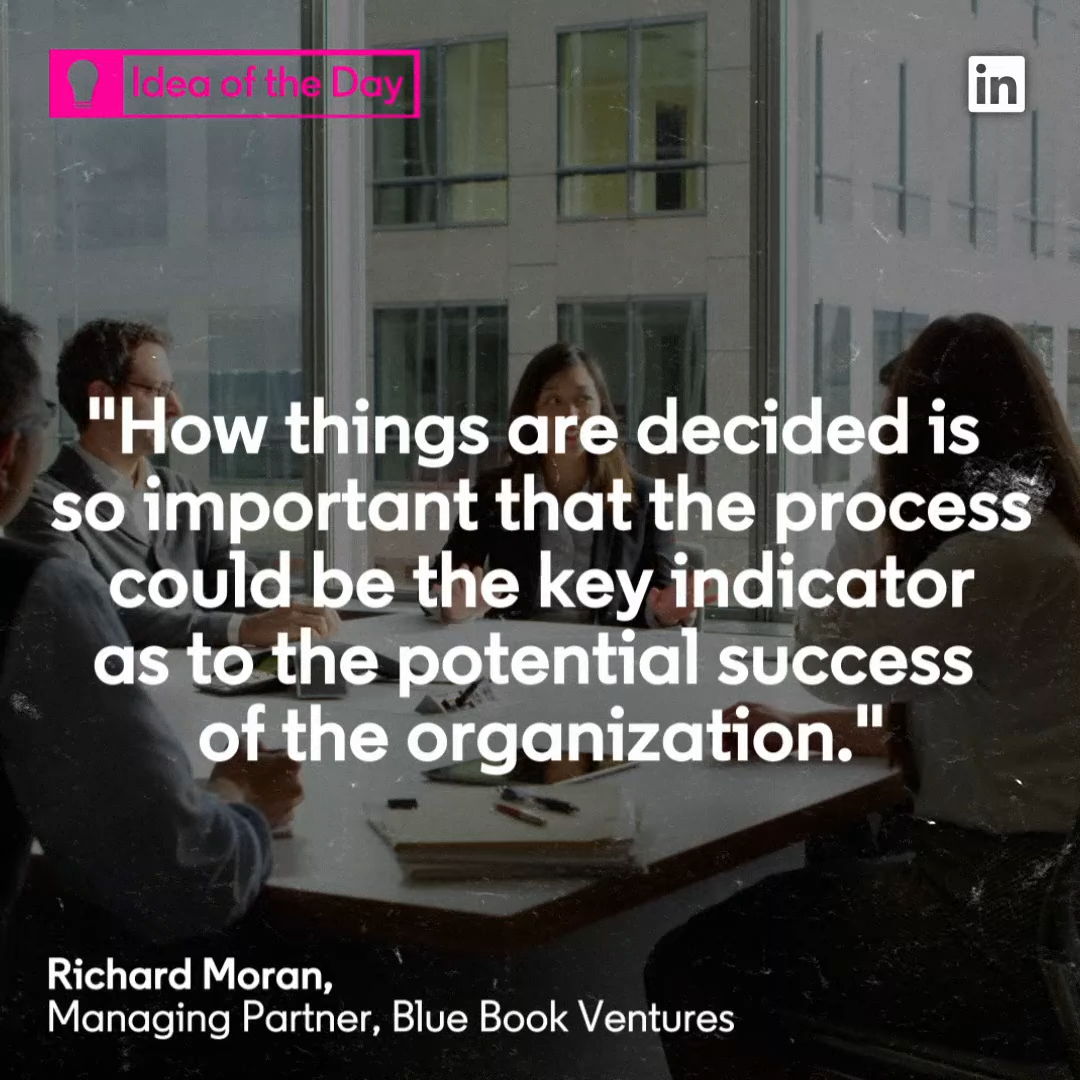 Idea of the Day
in
"How things are decided is
so important that the process
could be the key indicator
as to the potential success
of the organization."
Richard Moran,
Managing Partner, Blue Book Ventures